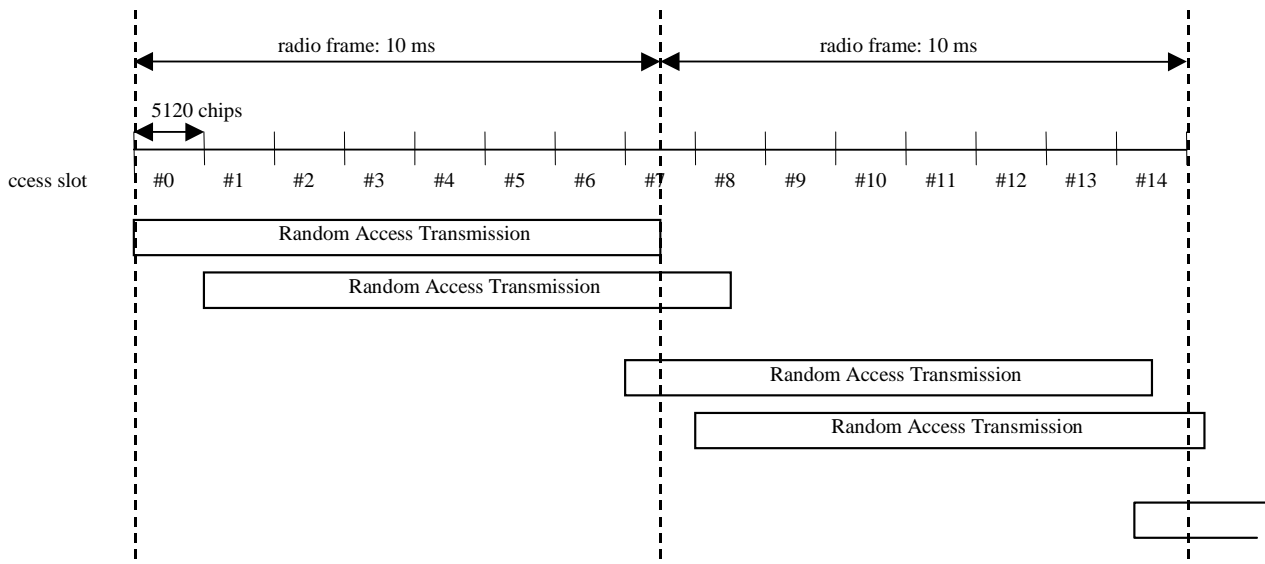 radio frame: 10 ms radio frame: 10 ms
5120 chips
ccess slot #0 #1 #2 #3 #4 #5 #6 #7 #8 #9 #10 #11 #12 #13 #14
Random Access Transmission
Random Access Transmission
Random Access Transmission
Random Access Transmission